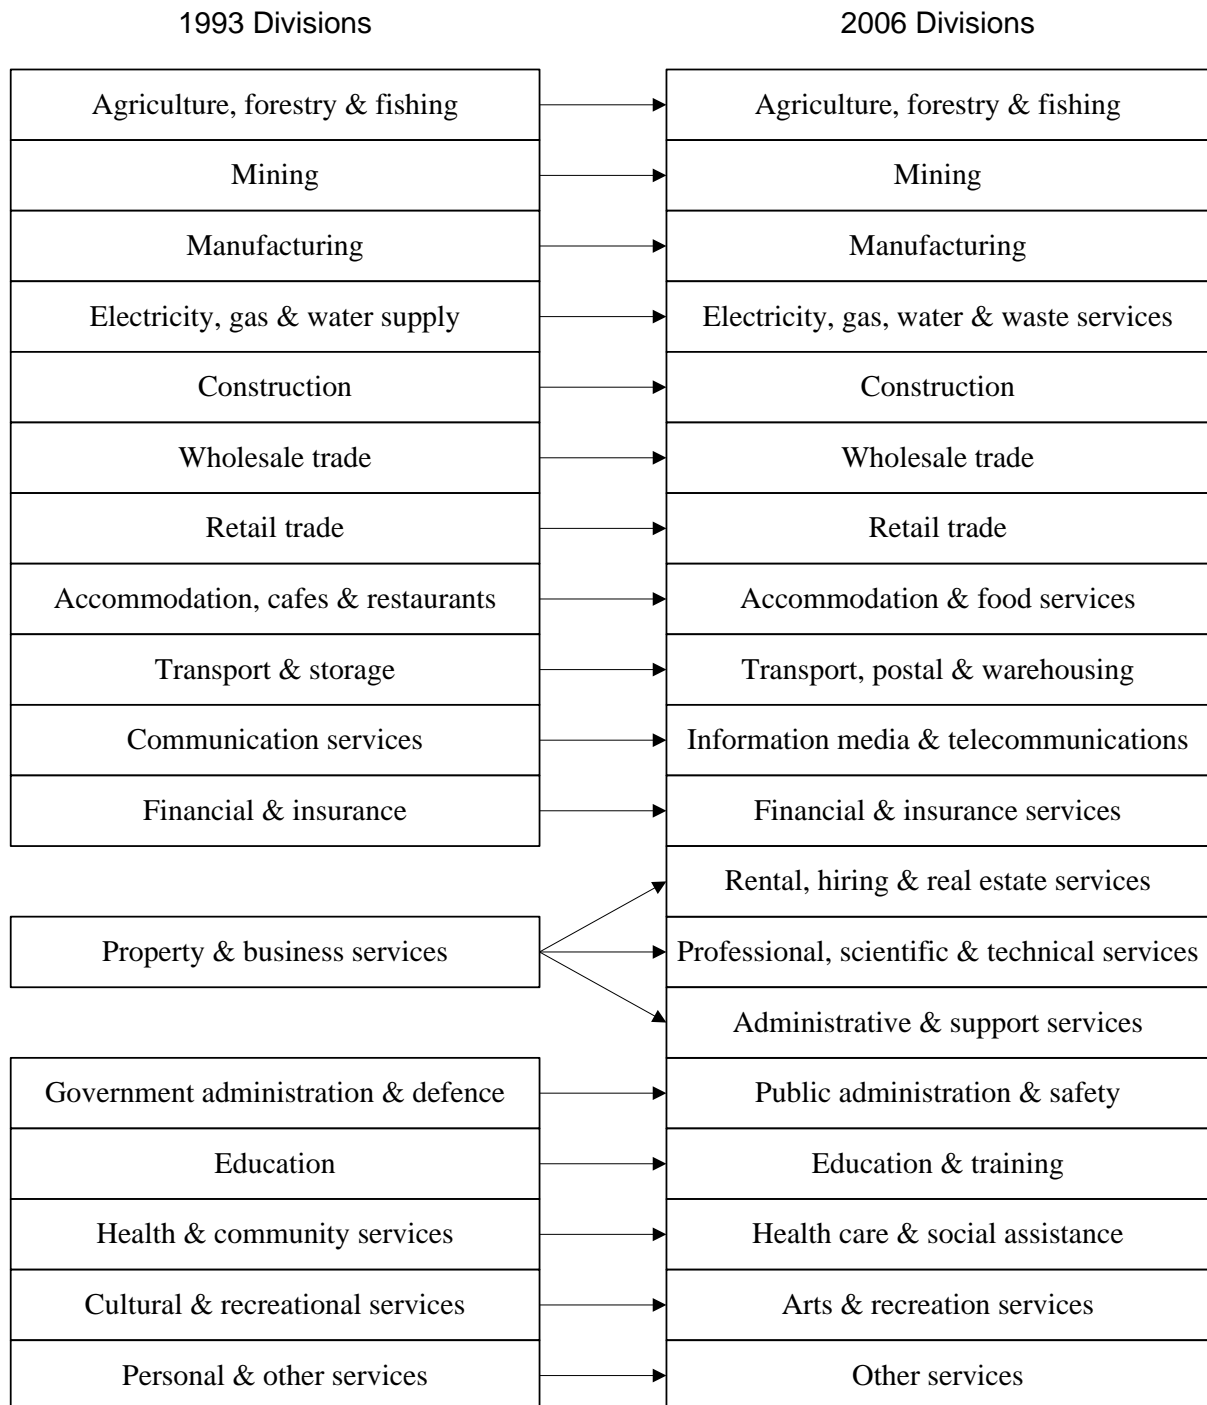 1993 Divisions 2006 Divisions
Agriculture, forestry & fishing Agriculture, forestry & fishing
Mining Mining
Manufacturing Manufacturing
Electricity, gas & water supply Electricity, gas, water & waste services
Construction Construction
Wholesale trade Wholesale trade
Retail trade Retail trade
Accommodation, cafes & restaurants Accommodation & food services
Transport & storage Transport, postal & warehousing
Communication services Information media & telecommunications
Financial & insurance Financial & insurance services
Rental, hiring & real estate services
Property & business services Professional, scientific & technical services
Administrative & support services
Government administration & defence Public administration & safety
Education Education & training
Health & community services Health care & social assistance
Cultural & recreational services Arts & recreation services
Personal & other services Other services